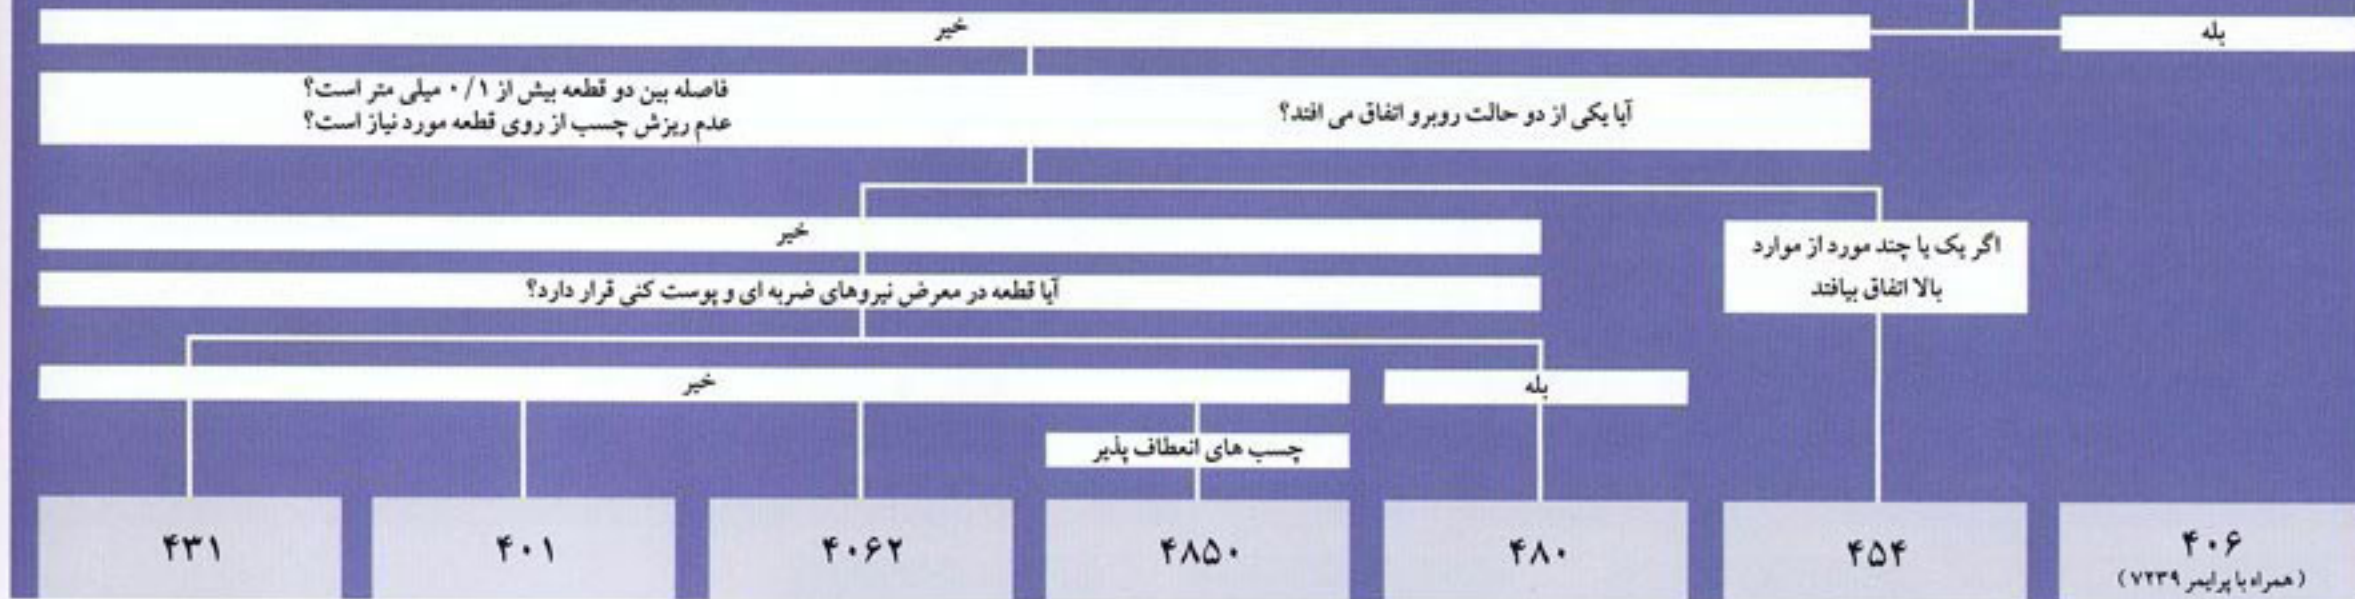 بله
خیر
آیا یکی از دو حالت روبرو اتفاق می افتد؟
فاصله بین دو قطعه بیش از ۰/۱ میلی متر است؟
عدم ریزش چسب از روی قطعه مورد نیاز است؟
اگر یک یا چند مورد از موارد
بالا اتفاق بیافتد
خیر
آیا قطعه در معرض نیروهای ضربه ای و پوست کنی قرار دارد؟
بله
خیر
چسب های انعطاف پذیر
۴۰۶
(همراه با پرایمر ۷۲۳۹)
۴۵۴
۴۸۰
۴۸۵۰
۴۰۶۲
۴۰۱
۴۳۱